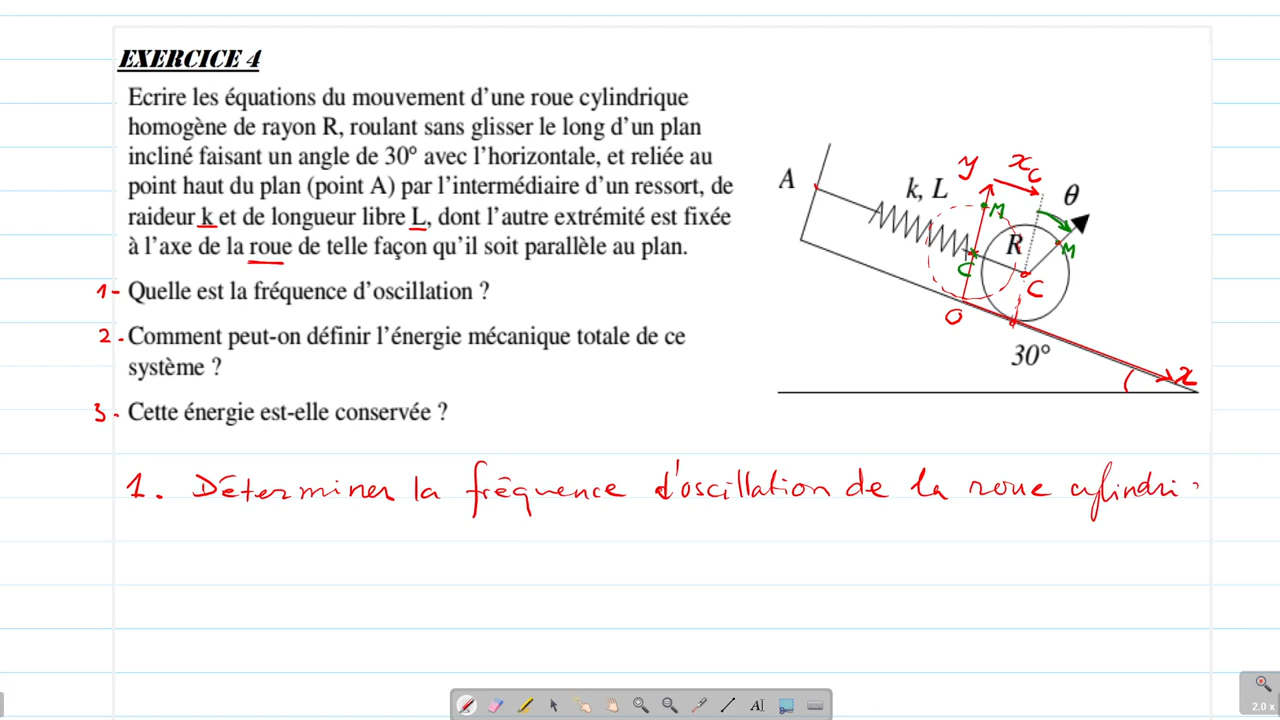 EXERCICE 4
Ecrire les équations du mouvement d'une roue cylindrique
homogène de rayon R, roulant sans glisser le long d'un plan
incliné faisant un angle de 30° avec l'horizontale, et reliée au
point haut du plan (point A) par l'intermédiaire d'un ressort, de
raideur k et de longueur libre L, dont l'autre extrémité est fixée
à l'axe de la roue de telle façon qu'il soit parallèle au plan.
1- Quelle est la fréquence d'oscillation ?
2. Comment peut-on définir l'énergie mécanique totale de ce
système ?
3. Cette énergie est-elle conservée ?
A
k, L
y
x_C
θ
M
R
M
C
C
O
30°
x
1. Déterminer la fréquence d'oscillation de la roue cylindri
2.0 x
AI